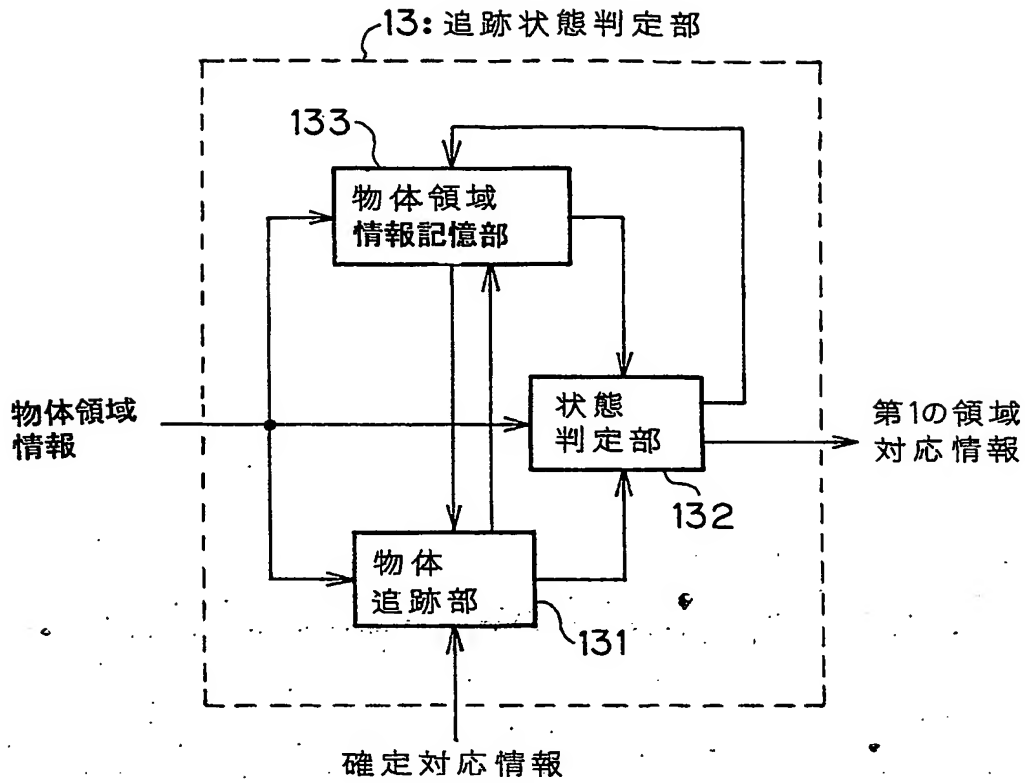 13:追跡状態判定部
133
物体領域
情報記憶部
物体領域
情報
状態
判定部
第1の領域
対応情報
132
物体
追跡部
131
確定対応情報